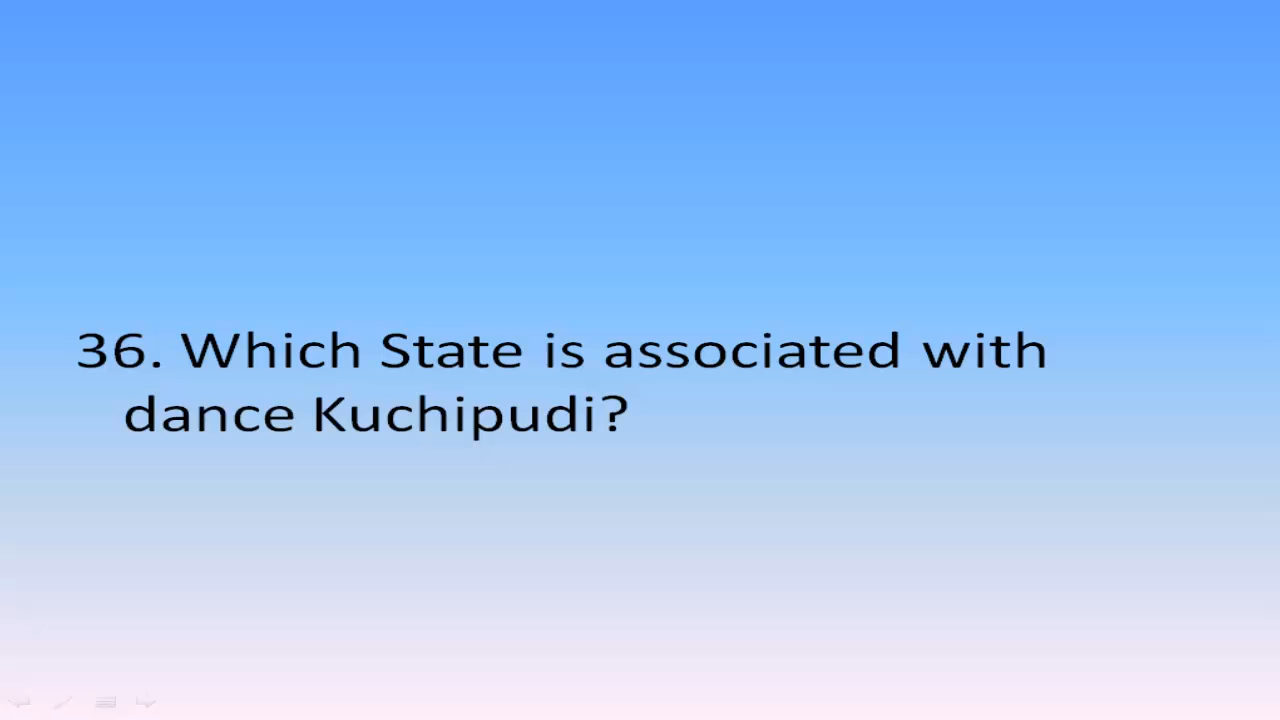 36. Which State is associated with
dance Kuchipudi?